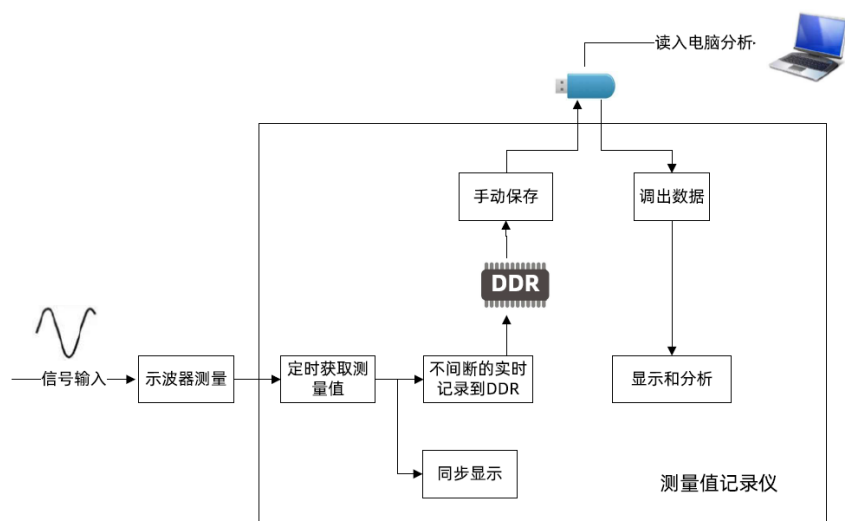 读入电脑分析
手动保存
调出数据
DDR
信号输入
示波器测量
定时获取测
量值
不间断的实时
记录到DDR
显示和分析
同步显示
测量值记录仪